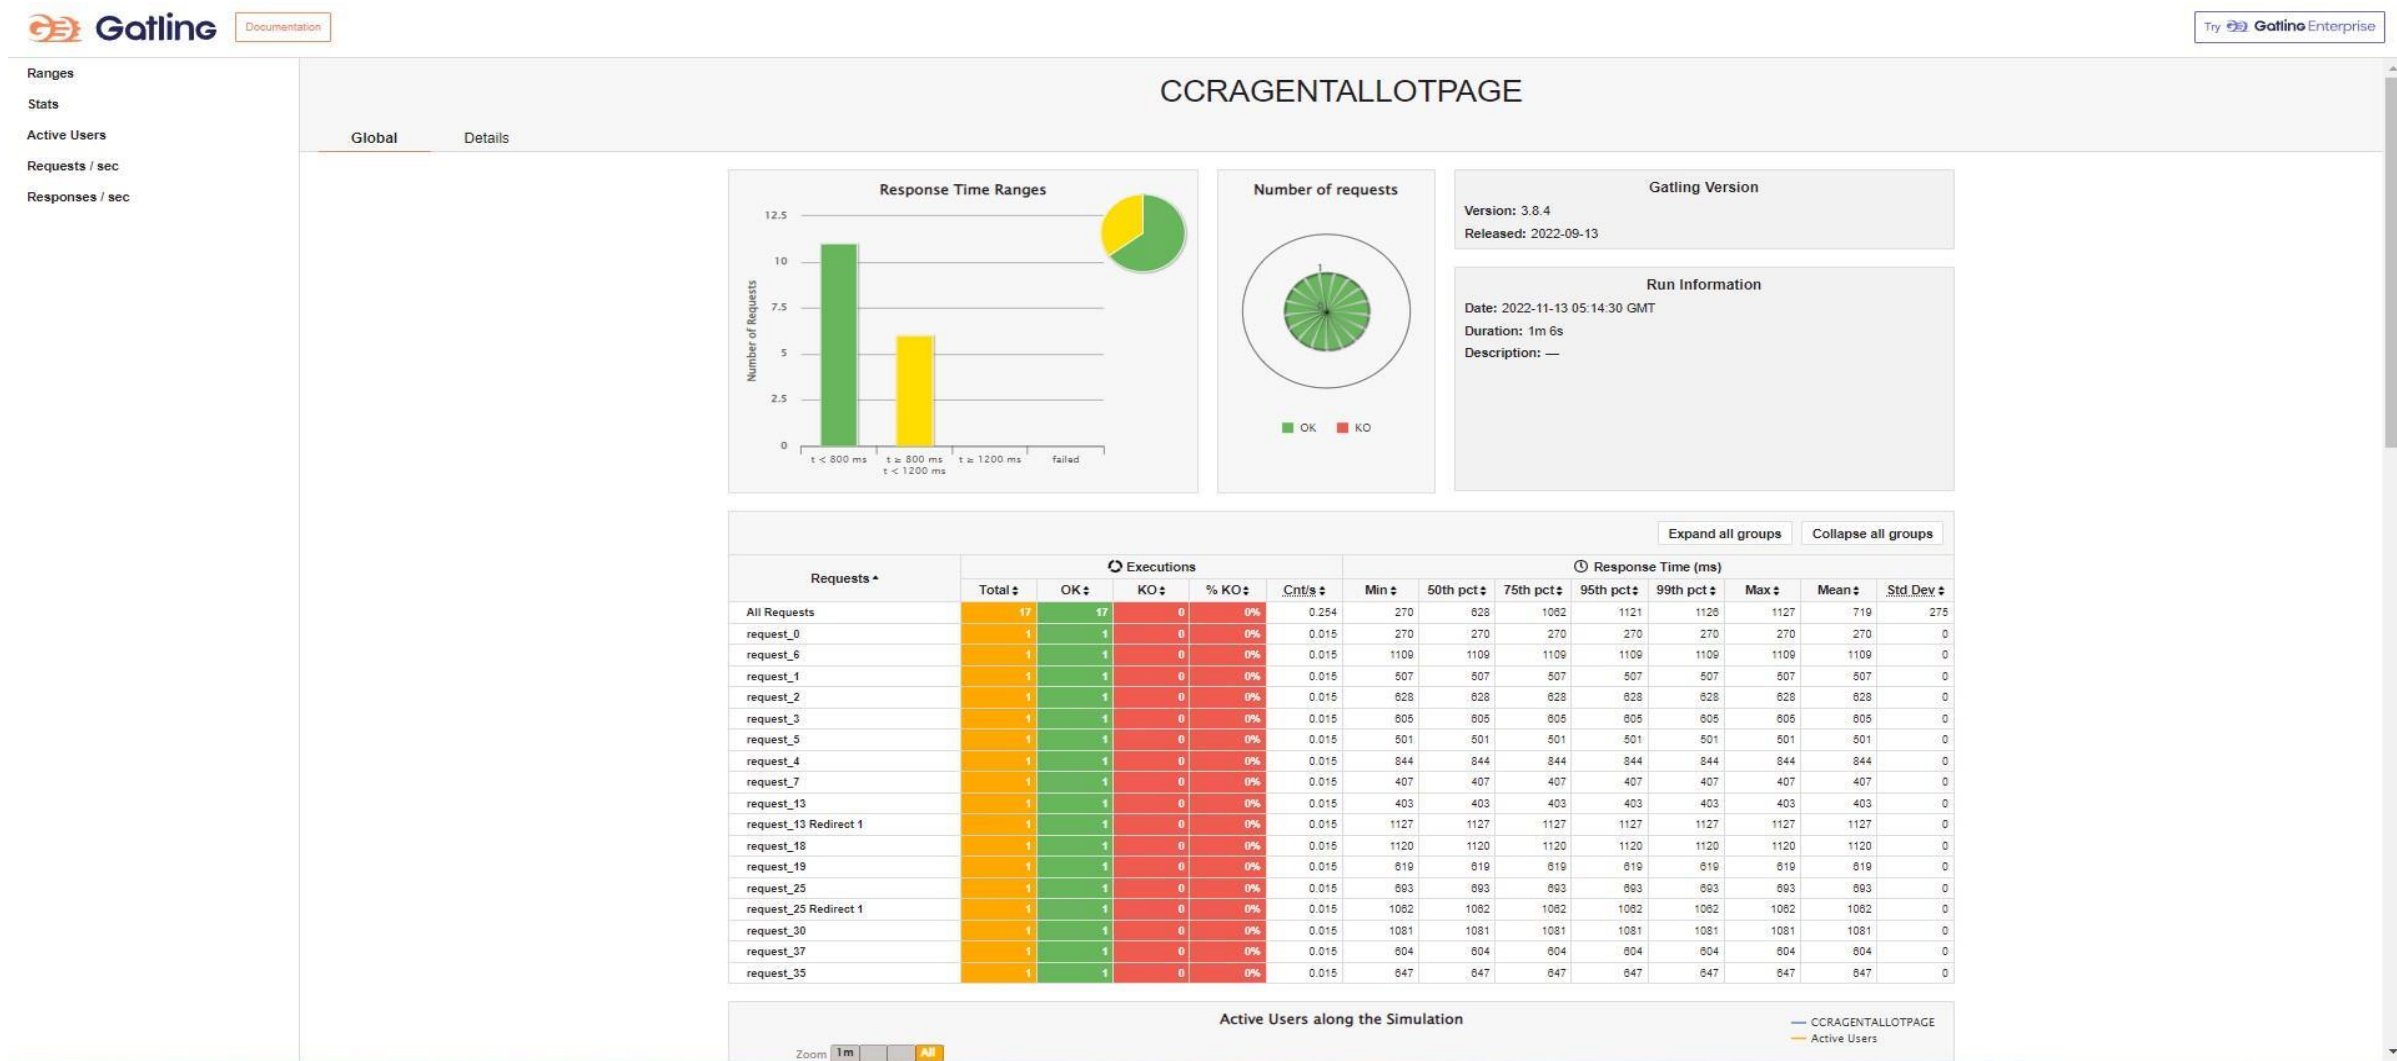 Gatling Documentation Try Gatling Enterprise
Ranges
Stats
Active Users
Requests / sec
Responses / sec
CCRAGENTALLOTPAGE
Global Details
Response Time Ranges
12.5
10
7.5
5
2.5
0
Number of Requests
t < 800 ms t ≥ 800 ms t ≥ 1200 ms failed
t < 1200 ms
Number of requests
1
0
OK KO
Gatling Version
Version: 3.8.4
Released: 2022-09-13
Run Information
Date: 2022-11-13 05:14:30 GMT
Duration: 1m 6s
Description: —
Expand all groups Collapse all groups
Requests Executions Response Time (ms)
Total OK KO % KO Cnt/s Min 50th pct 75th pct 95th pct 99th pct Max Mean Std Dev
All Requests 17 17 0 0% 0.254 270 628 1062 1121 1126 1127 719 275
request_0 1 1 0 0% 0.015 270 270 270 270 270 270 270 0
request_6 1 1 0 0% 0.015 1109 1109 1109 1109 1109 1109 1109 0
request_1 1 1 0 0% 0.015 507 507 507 507 507 507 507 0
request_2 1 1 0 0% 0.015 628 628 628 628 628 628 628 0
request_3 1 1 0 0% 0.015 605 605 605 605 605 605 605 0
request_5 1 1 0 0% 0.015 501 501 501 501 501 501 501 0
request_4 1 1 0 0% 0.015 844 844 844 844 844 844 844 0
request_7 1 1 0 0% 0.015 407 407 407 407 407 407 407 0
request_13 1 1 0 0% 0.015 403 403 403 403 403 403 403 0
request_13 Redirect 1 1 1 0 0% 0.015 1127 1127 1127 1127 1127 1127 1127 0
request_18 1 1 0 0% 0.015 1120 1120 1120 1120 1120 1120 1120 0
request_19 1 1 0 0% 0.015 619 619 619 619 619 619 619 0
request_25 1 1 0 0% 0.015 693 693 693 693 693 693 693 0
request_25 Redirect 1 1 1 0 0% 0.015 1062 1062 1062 1062 1062 1062 1062 0
request_30 1 1 0 0% 0.015 1081 1081 1081 1081 1081 1081 1081 0
request_37 1 1 0 0% 0.015 604 604 604 604 604 604 604 0
request_35 1 1 0 0% 0.015 647 647 647 647 647 647 647 0
Active Users along the Simulation
CCRAGENTALLOTPAGE
Active Users
Zoom 1m All